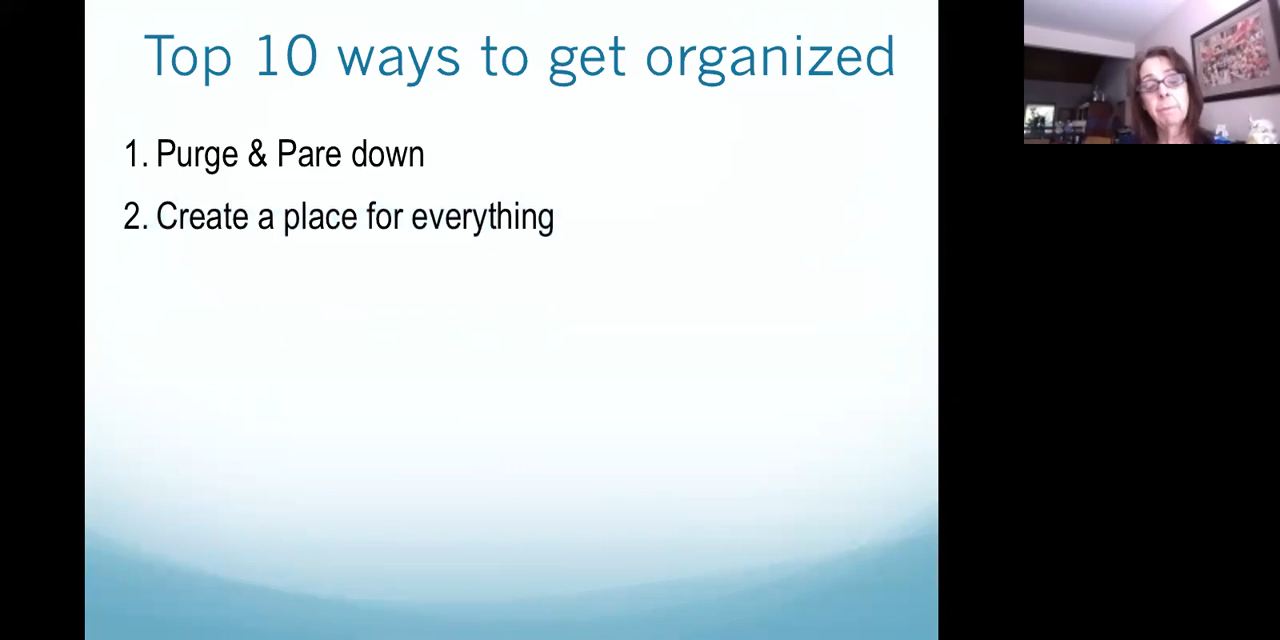 Top 10 ways to get organized
1. Purge & Pare down
2. Create a place for everything